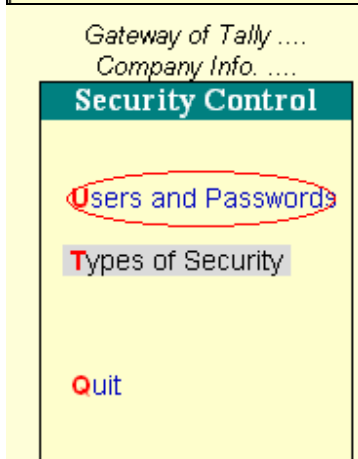 Gateway of Tally ....
Company Info. ....
Security Control
Users and Passwords
Types of Security
Quit